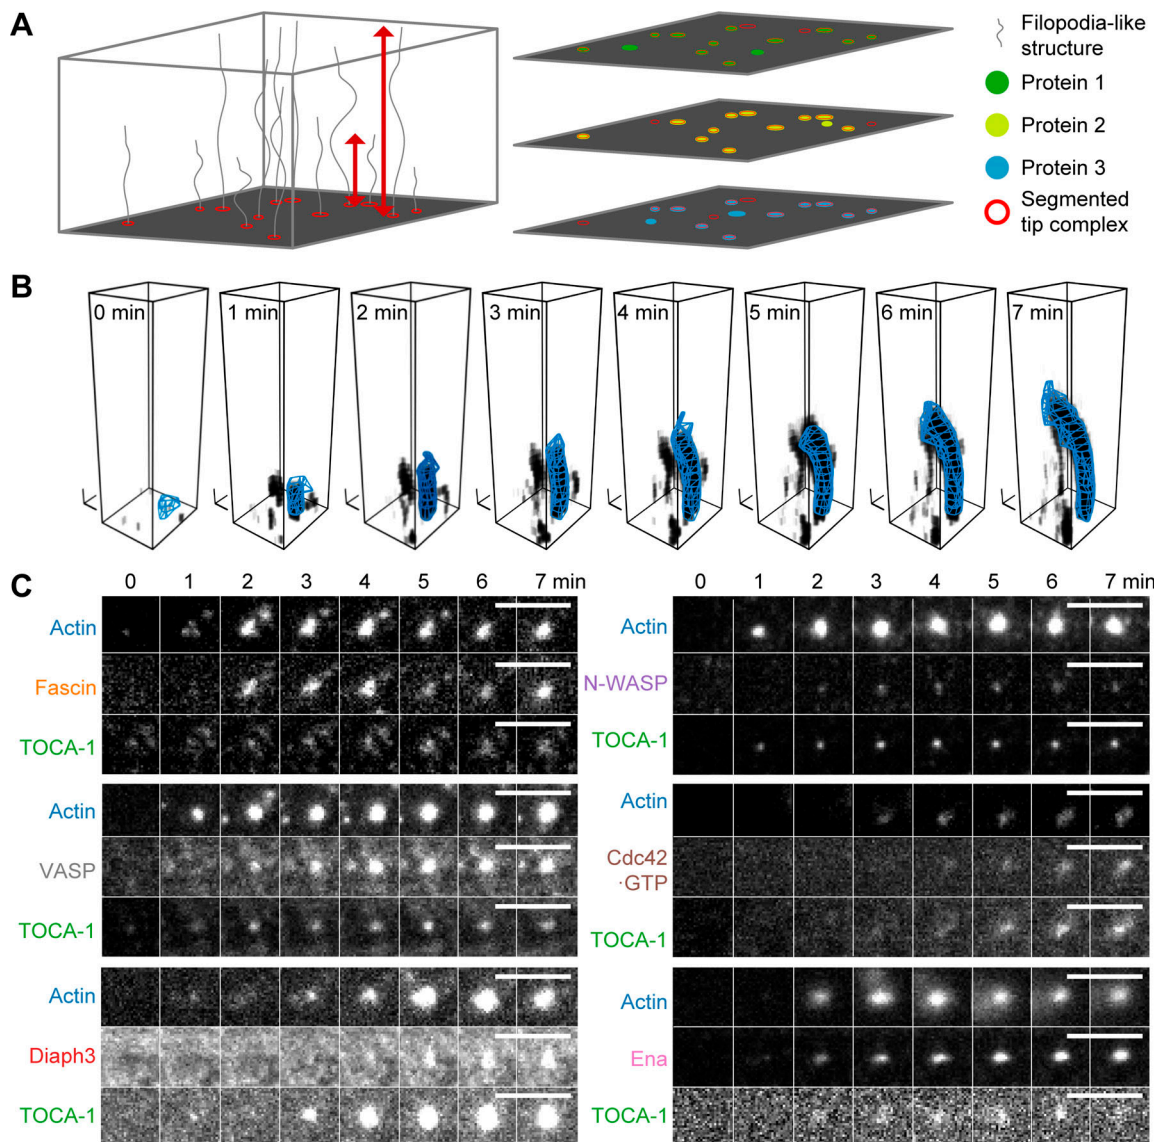 A
Filopodia-like
structure
Protein 1
Protein 2
Protein 3
Segmented
tip complex
B
0 min
1 min
2 min
3 min
4 min
5 min
6 min
7 min
C
0 1 2 3 4 5 6 7 min
Actin
Fascin
TOCA-1
Actin
VASP
TOCA-1
Actin
Diaph3
TOCA-1
0 1 2 3 4 5 6 7 min
Actin
N-WASP
TOCA-1
Actin
Cdc42
·GTP
TOCA-1
Actin
Ena
TOCA-1